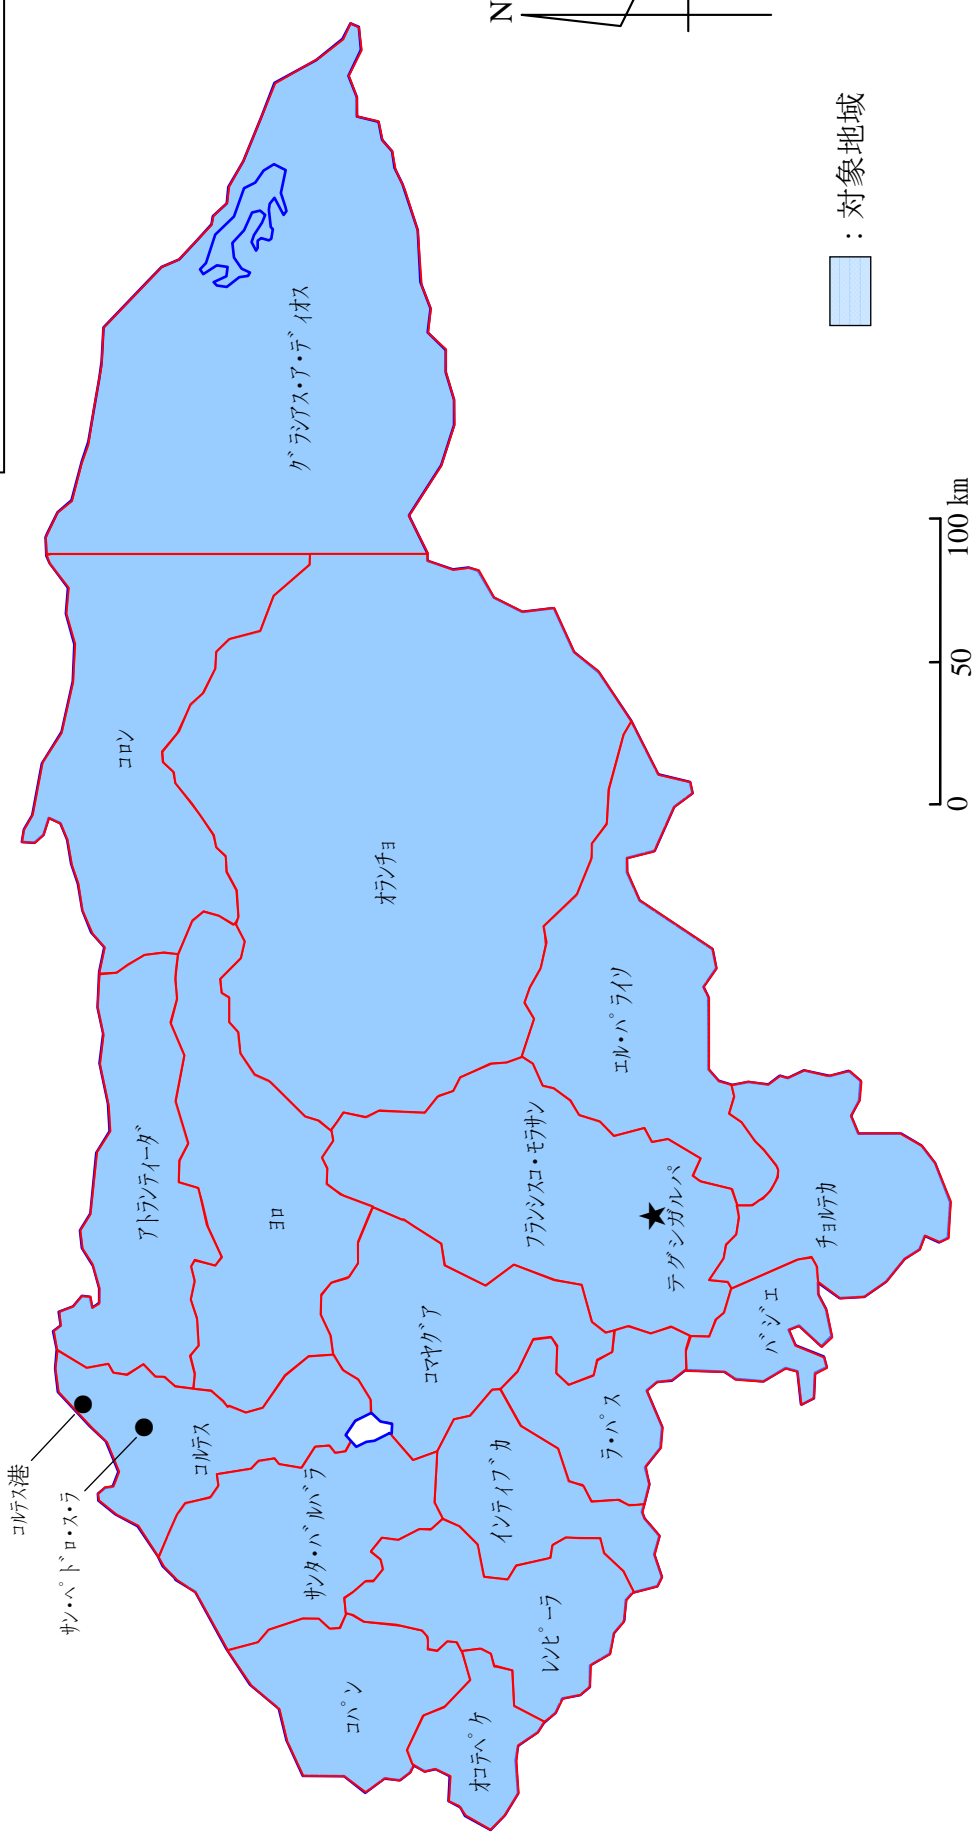 コルテス港
サン・ペドロ・スーラ
コルテス
アトランティーダ
コロン
グラシアス・ア・ディオス
ヨロ
オランチョ
サンタ・バルバラ
コパン
オコテペケ
レンピーラ
インティブカ
コマヤグア
フランシスコ・モラサン
テグシガルパ
エル・パライソ
ラ・パス
バジェ
チョルテカ
N
：対象地域
0 50 100 km